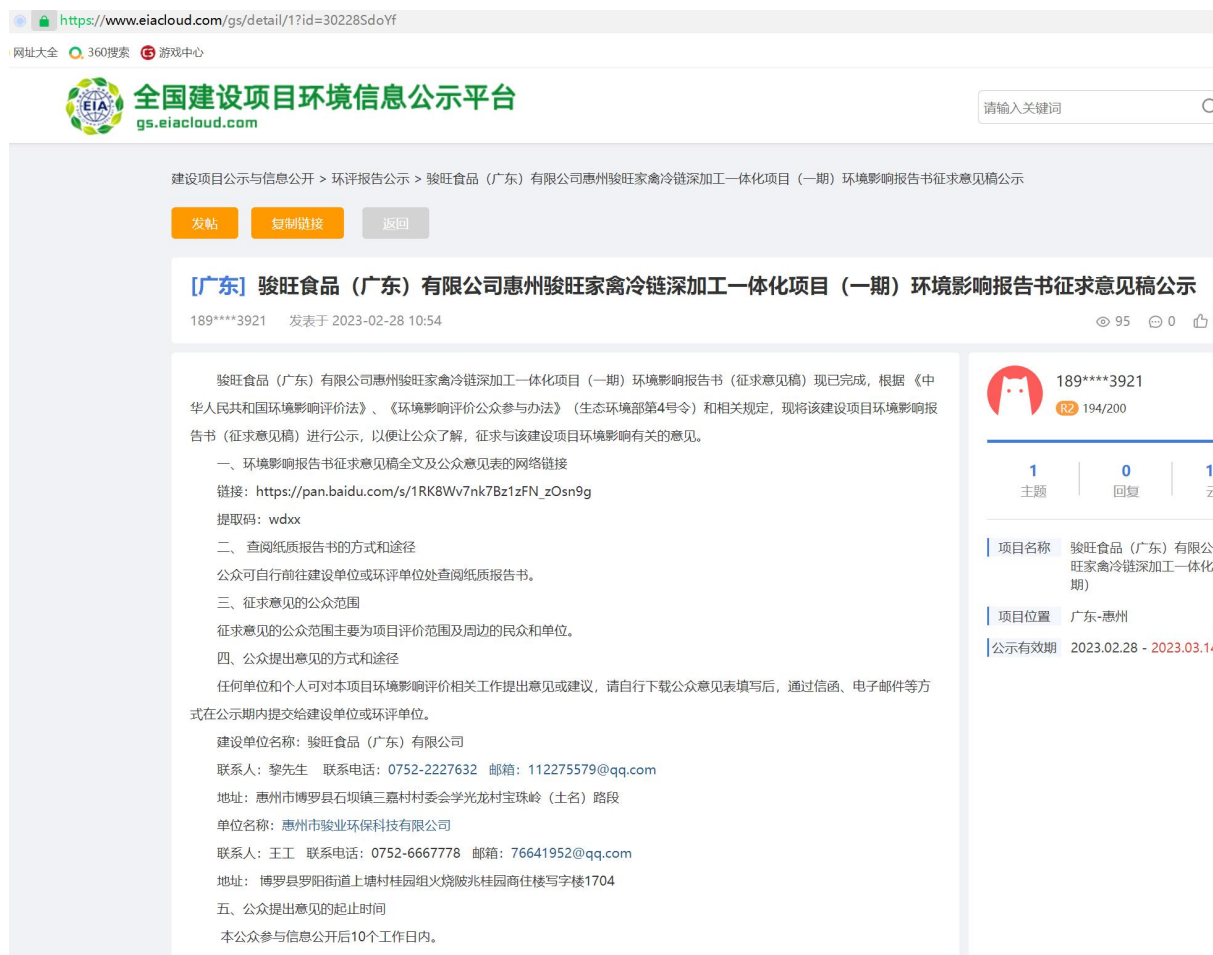 https://www.eiacloud.com/gs/detail/1?id=30228SdoYf
网址大全 360搜索 游戏中心
EIA
全国建设项目环境信息公示平台
gs.eiacloud.com
请输入关键词
建设项目公示与信息公开 > 环评报告公示 > 骏旺食品（广东）有限公司惠州骏旺家禽冷链深加工一体化项目（一期）环境影响报告书征求意见稿公示
发帖 复制链接 返回
[广东] 骏旺食品（广东）有限公司惠州骏旺家禽冷链深加工一体化项目（一期）环境影响报告书征求意见稿公示
189****3921 发表于 2023-02-28 10:54
95 0
骏旺食品（广东）有限公司惠州骏旺家禽冷链深加工一体化项目（一期）环境影响报告书（征求意见稿）现已完成，根据 《中
华人民共和国环境影响评价法》、《环境影响评价公众参与办法》（生态环境部第4号令）和相关规定，现将该建设项目环境影响报
告书（征求意见稿）进行公示，以便让公众了解，征求与该建设项目环境影响有关的意见。
一、环境影响报告书征求意见稿全文及公众意见表的网络链接
链接：https://pan.baidu.com/s/1RK8Wv7nk7Bz1zFN_zOsn9g
提取码：wdxx
二、 查阅纸质报告书的方式和途径
公众可自行前往建设单位或环评单位处查阅纸质报告书。
三、征求意见的公众范围
征求意见的公众范围主要为项目评价范围及周边的民众和单位。
四、公众提出意见的方式和途径
任何单位和个人可对本项目环境影响评价相关工作提出意见或建议，请自行下载公众意见表填写后，通过信函、电子邮件等方
式在公示期内提交给建设单位或环评单位。
建设单位名称：骏旺食品（广东）有限公司
联系人：黎先生 联系电话：0752-2227632 邮箱：112275579@qq.com
地址：惠州市博罗县石坝镇三嘉村村委会学光龙村宝珠岭（土名）路段
单位名称：惠州市骏业环保科技有限公司
联系人：王工 联系电话：0752-6667778 邮箱：76641952@qq.com
地址： 博罗县罗阳街道上塘村桂园组火烧陂兆桂园商住楼写字楼1704
五、公众提出意见的起止时间
本公众参与信息公开后10个工作日内。
189****3921
R2 194/200
1 0 1
主题 回复
项目名称 骏旺食品（广东）有限公
旺家禽冷链深加工一体化
期）
项目位置 广东-惠州
公示有效期 2023.02.28 - 2023.03.14